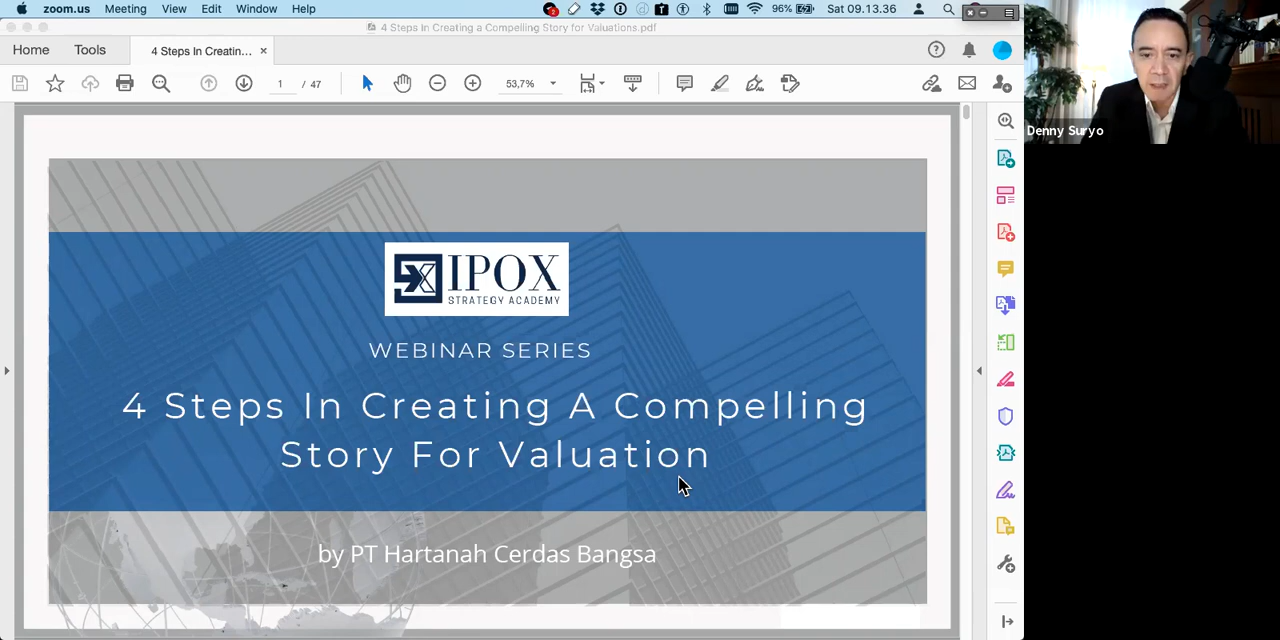 zoom.us Meeting View Edit Window Help 96% Sat 09.13.36
4 Steps In Creating a Compelling Story for Valuations.pdf
Home Tools 4 Steps In Creatin... ×
1 / 47 53,7%
Denny Suryo
IPOX
STRATEGY ACADEMY
WEBINAR SERIES
4 Steps In Creating A Compelling
Story For Valuation
by PT Hartanah Cerdas Bangsa